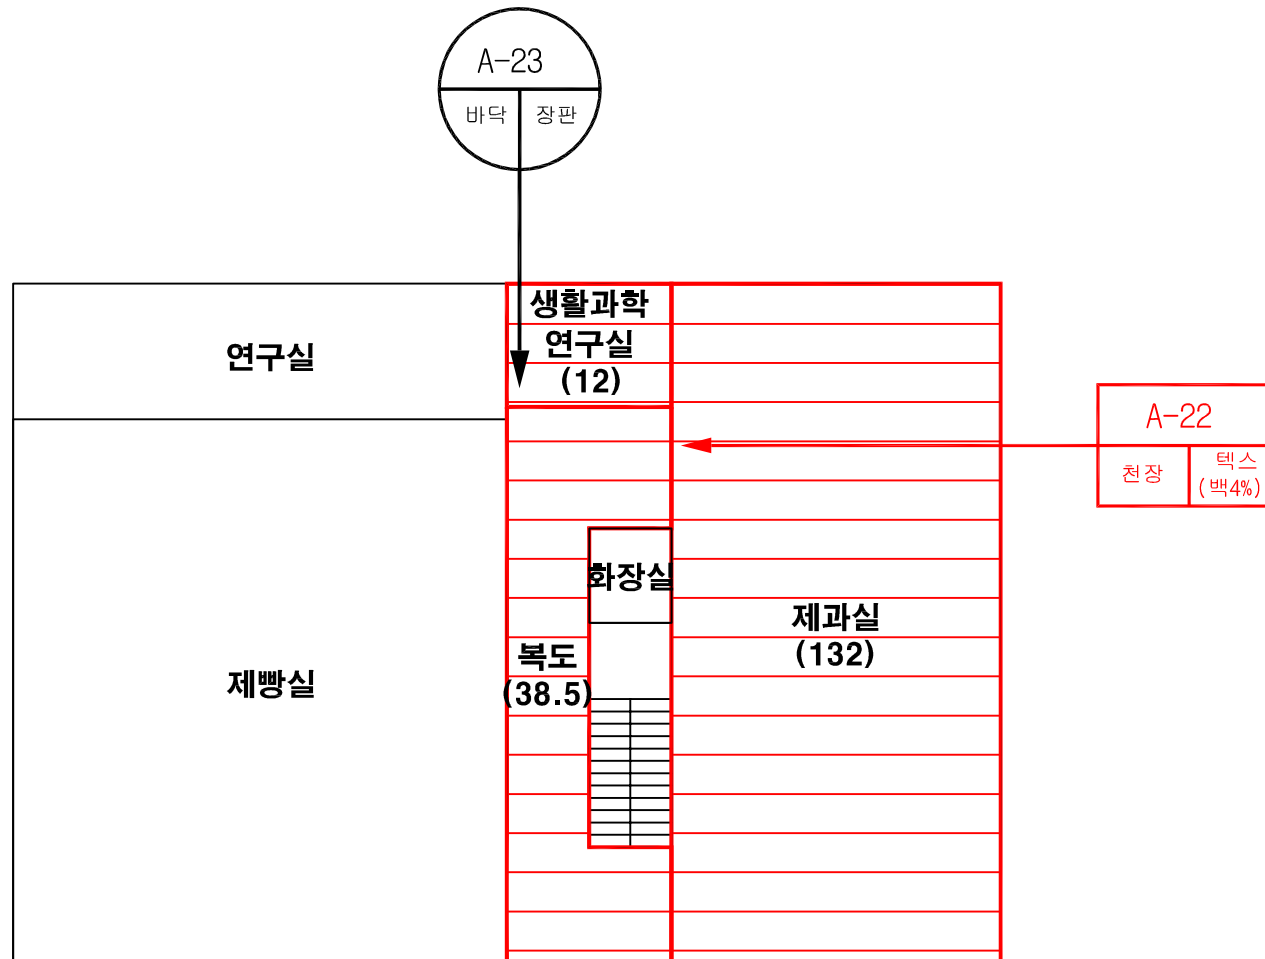 A-23
바닥 장판
생활과학
연구실
(12)
연구실
A-22
천장
텍스
(백4%)
화장실
제과실
(132)
복도
(38.5)
제빵실